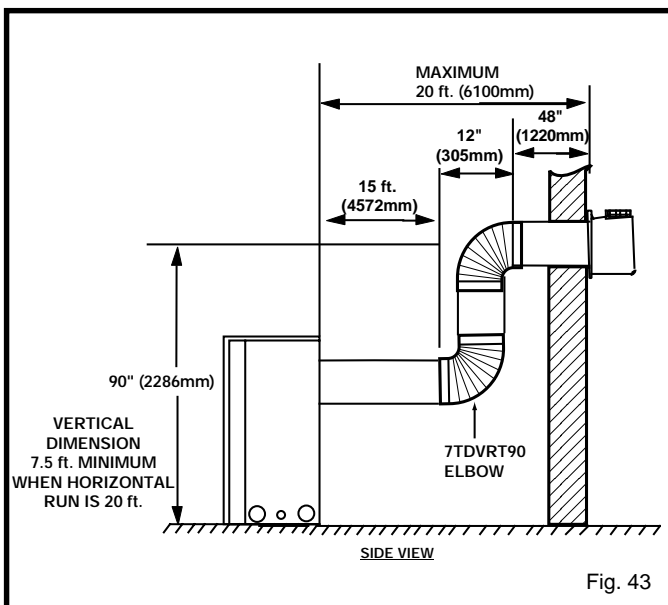 MAXIMUM
20 ft. (6100mm)
48"
(1220mm)
12"
(305mm)
15 ft.
(4572mm)
90" (2286mm)
VERTICAL
DIMENSION
7.5 ft. MINIMUM
WHEN HORIZONTAL
RUN IS 20 ft.
7TDVRT90
ELBOW
SIDE VIEW
Fig. 43